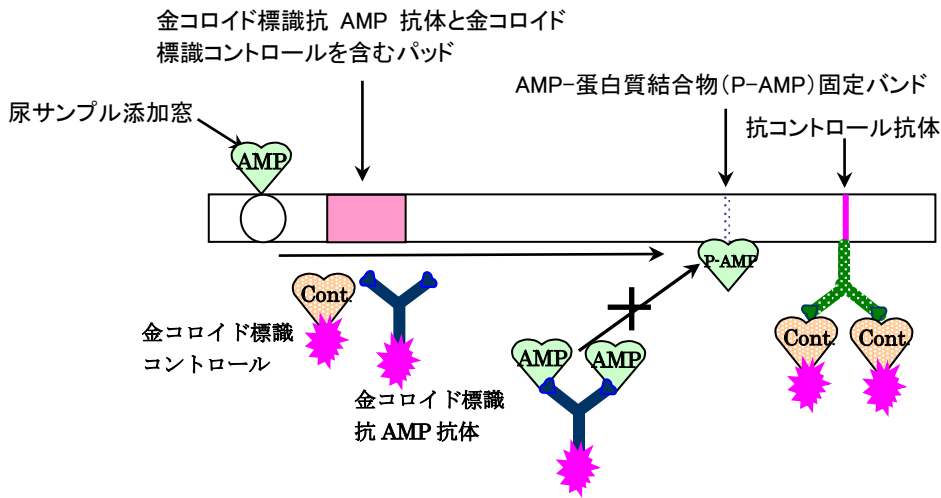 金コロイド標識抗 AMP 抗体と金コロイド
標識コントロールを含むパッド
AMP-蛋白質結合物(P-AMP)固定バンド
尿サンプル添加窓
抗コントロール抗体
AMP
P-AMP
Cont.
金コロイド標識
コントロール
金コロイド標識
抗 AMP 抗体
AMP
AMP
Cont.
Cont.